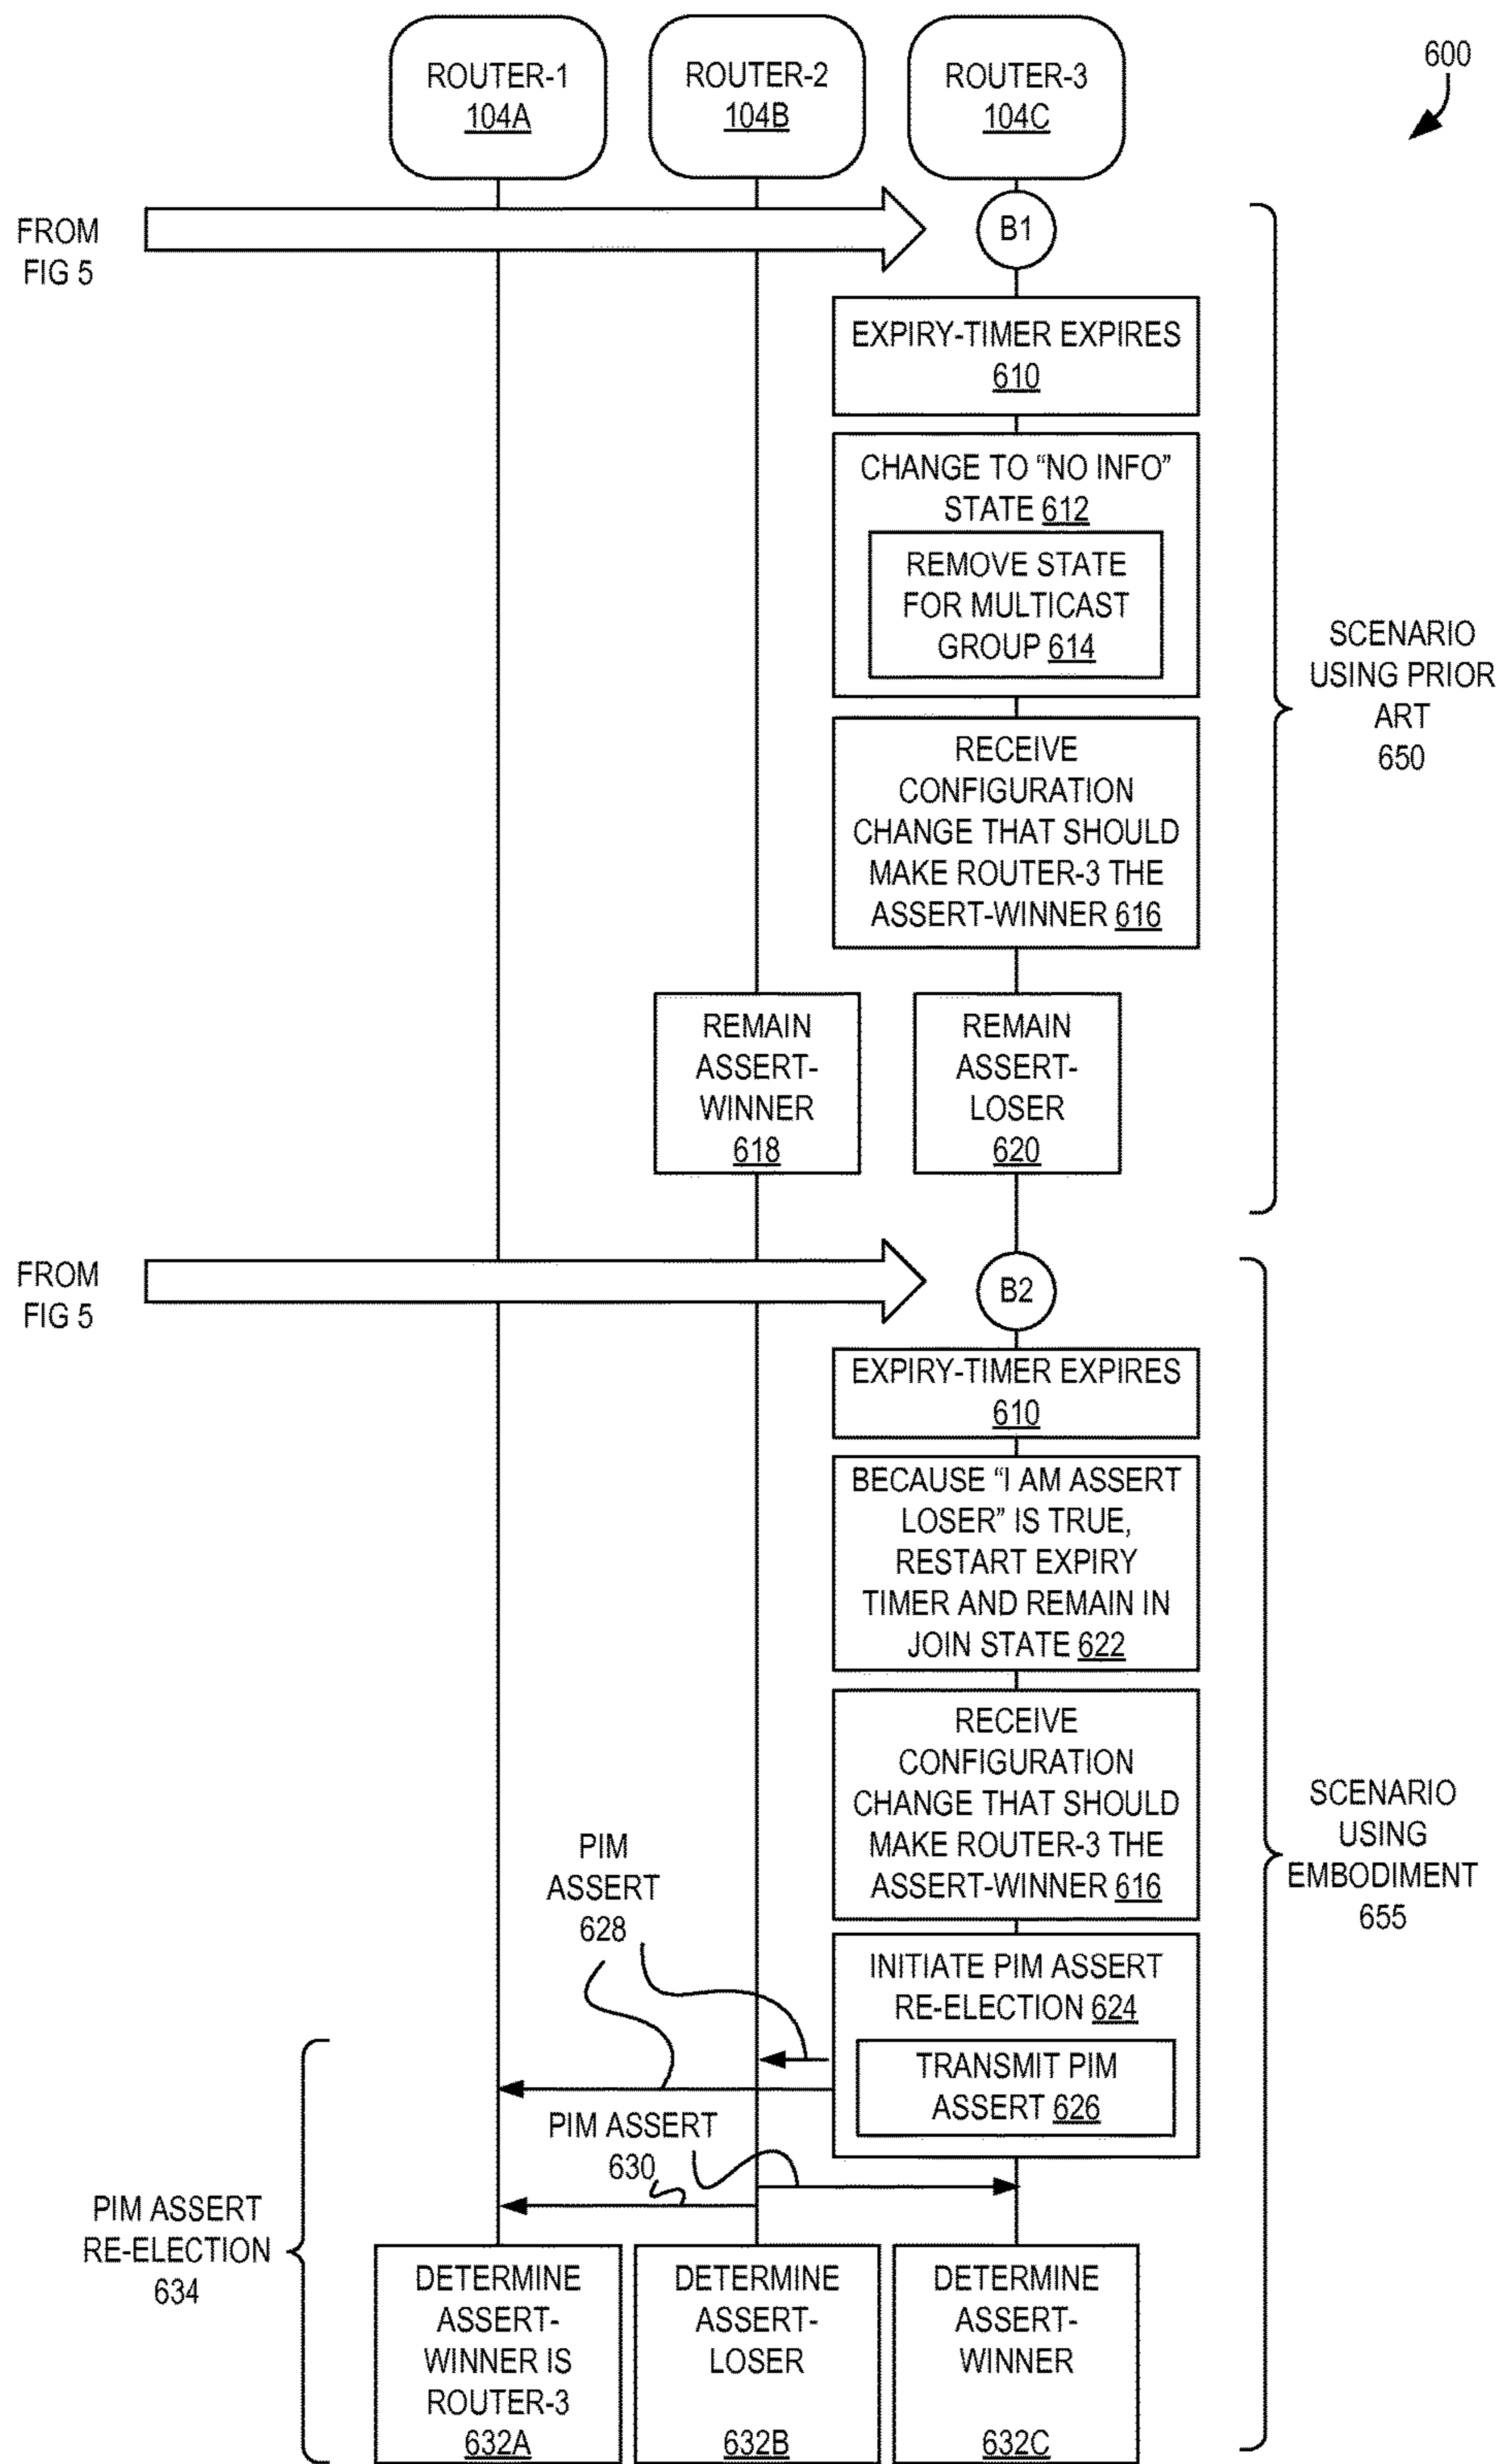 ROUTER-1
104A
ROUTER-2
104B
ROUTER-3
104C
600
FROM
FIG 5
B1
EXPIRY-TIMER EXPIRES
610
CHANGE TO “NO INFO”
STATE 612
REMOVE STATE
FOR MULTICAST
GROUP 614
RECEIVE
CONFIGURATION
CHANGE THAT SHOULD
MAKE ROUTER-3 THE
ASSERT-WINNER 616
SCENARIO
USING PRIOR
ART
650
REMAIN
ASSERT-
WINNER
618
REMAIN
ASSERT-
LOSER
620
FROM
FIG 5
B2
EXPIRY-TIMER EXPIRES
610
BECAUSE “I AM ASSERT
LOSER” IS TRUE,
RESTART EXPIRY
TIMER AND REMAIN IN
JOIN STATE 622
RECEIVE
CONFIGURATION
CHANGE THAT SHOULD
MAKE ROUTER-3 THE
ASSERT-WINNER 616
SCENARIO
USING
EMBODIMENT
655
PIM
ASSERT
628
INITIATE PIM ASSERT
RE-ELECTION 624
TRANSMIT PIM
ASSERT 626
PIM ASSERT
630
PIM ASSERT
RE-ELECTION
634
DETERMINE
ASSERT-
WINNER IS
ROUTER-3
632A
DETERMINE
ASSERT-
LOSER
632B
DETERMINE
ASSERT-
WINNER
632C